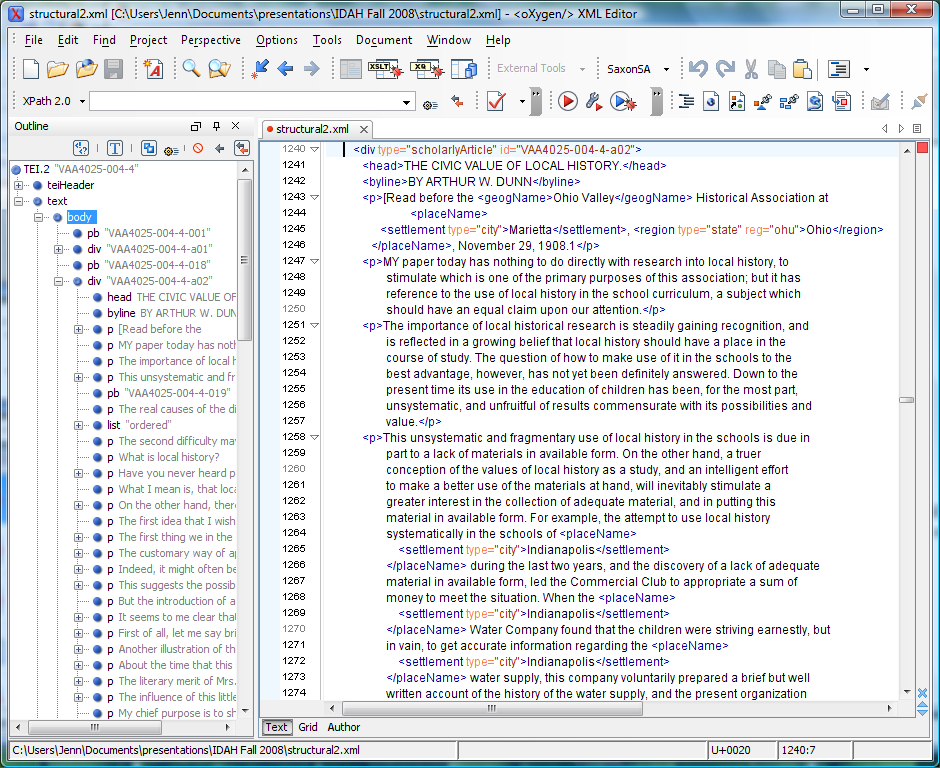 structural2.xml [C:\Users\Jenn\Documents\presentations\IDAH Fall 2008\structural2.xml] - <oXygen/> XML Editor
File Edit Find Project Perspective Options Tools Document Window Help
XSLT XQ External Tools SaxonSA
XPath 2.0
Outline
structural2.xml
TEI.2 "VAA4025-004-4"
teiHeader
text
body
pb "VAA4025-004-4-001"
div "VAA4025-004-4-a01"
pb "VAA4025-004-4-018"
div "VAA4025-004-4-a02"
head THE CIVIC VALUE OF
byline BY ARTHUR W. DUNN
p [Read before the
p MY paper today has noth
p The importance of local h
p This unsystematic and fr
pb "VAA4025-004-4-019"
p The real causes of the di
list "ordered"
p The second difficulty may
p What is local history?
p Have you never heard p
p What I mean is, that loca
p On the other hand, there
p The first idea that I wish
p The first thing we in the
p The customary way of ap
p Indeed, it might often be
p This suggests the possib
p But the introduction of a
p It seems to me clear that
p First of all, let me say bri
p Another illustration of th
p About the time that this
p The literary merit of Mrs.
p The influence of this little
p My chief purpose is to sh
1240 <div type="scholarlyArticle" id="VAA4025-004-4-a02">
1241 <head>THE CIVIC VALUE OF LOCAL HISTORY.</head>
1242 <byline>BY ARTHUR W. DUNN</byline>
1243 <p>[Read before the <geogName>Ohio Valley</geogName> Historical Association at
1244 <placeName>
1245 <settlement type="city">Marietta</settlement>, <region type="state" reg="ohu">Ohio</region>
1246 </placeName>, November 29, 1908.1</p>
1247 <p>MY paper today has nothing to do directly with research into local history, to
1248 stimulate which is one of the primary purposes of this association; but it has
1249 reference to the use of local history in the school curriculum, a subject which
1250 should have an equal claim upon our attention.</p>
1251 <p>The importance of local historical research is steadily gaining recognition, and
1252 is reflected in a growing belief that local history should have a place in the
1253 course of study. The question of how to make use of it in the schools to the
1254 best advantage, however, has not yet been definitely answered. Down to the
1255 present time its use in the education of children has been, for the most part,
1256 unsystematic, and unfruitful of results commensurate with its possibilities and
1257 value.</p>
1258 <p>This unsystematic and fragmentary use of local history in the schools is due in
1259 part to a lack of materials in available form. On the other hand, a truer
1260 conception of the values of local history as a study, and an intelligent effort
1261 to make a better use of the materials at hand, will inevitably stimulate a
1262 greater interest in the collection of adequate material, and in putting this
1263 material in available form. For example, the attempt to use local history
1264 systematically in the schools of <placeName>
1265 <settlement type="city">Indianapolis</settlement>
1266 </placeName> during the last two years, and the discovery of a lack of adequate
1267 material in available form, led the Commercial Club to appropriate a sum of
1268 money to meet the situation. When the <placeName>
1269 <settlement type="city">Indianapolis</settlement>
1270 </placeName> Water Company found that the children were striving earnestly, but
1271 in vain, to get accurate information regarding the <placeName>
1272 <settlement type="city">Indianapolis</settlement>
1273 </placeName> water supply, this company voluntarily prepared a brief but well
1274 written account of the history of the water supply, and the present organization
Text Grid Author
C:\Users\Jenn\Documents\presentations\IDAH Fall 2008\structural2.xml U+0020 1240:7